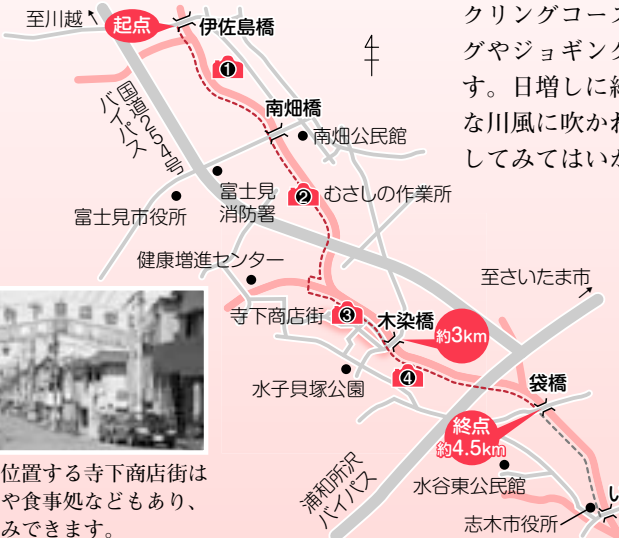 至川越
起点
伊佐島橋
クリングコース
グやジョギング
す。日増しに
な川風に吹かれ
してみてはいか
❶
国道254号
バイパス
南畑橋
南畑公民館
富士見
消防署
❷
むさしの作業所
富士見市役所
健康増進センター
至さいたま市
寺下商店街
❸
木染橋
約3km
❹
水子貝塚公園
袋橋
終点
約4.5km
浦和所沢
バイパス
水谷東公民館
志木市役所
位置する寺下商店街は
や食事処などもあり、
みできます。